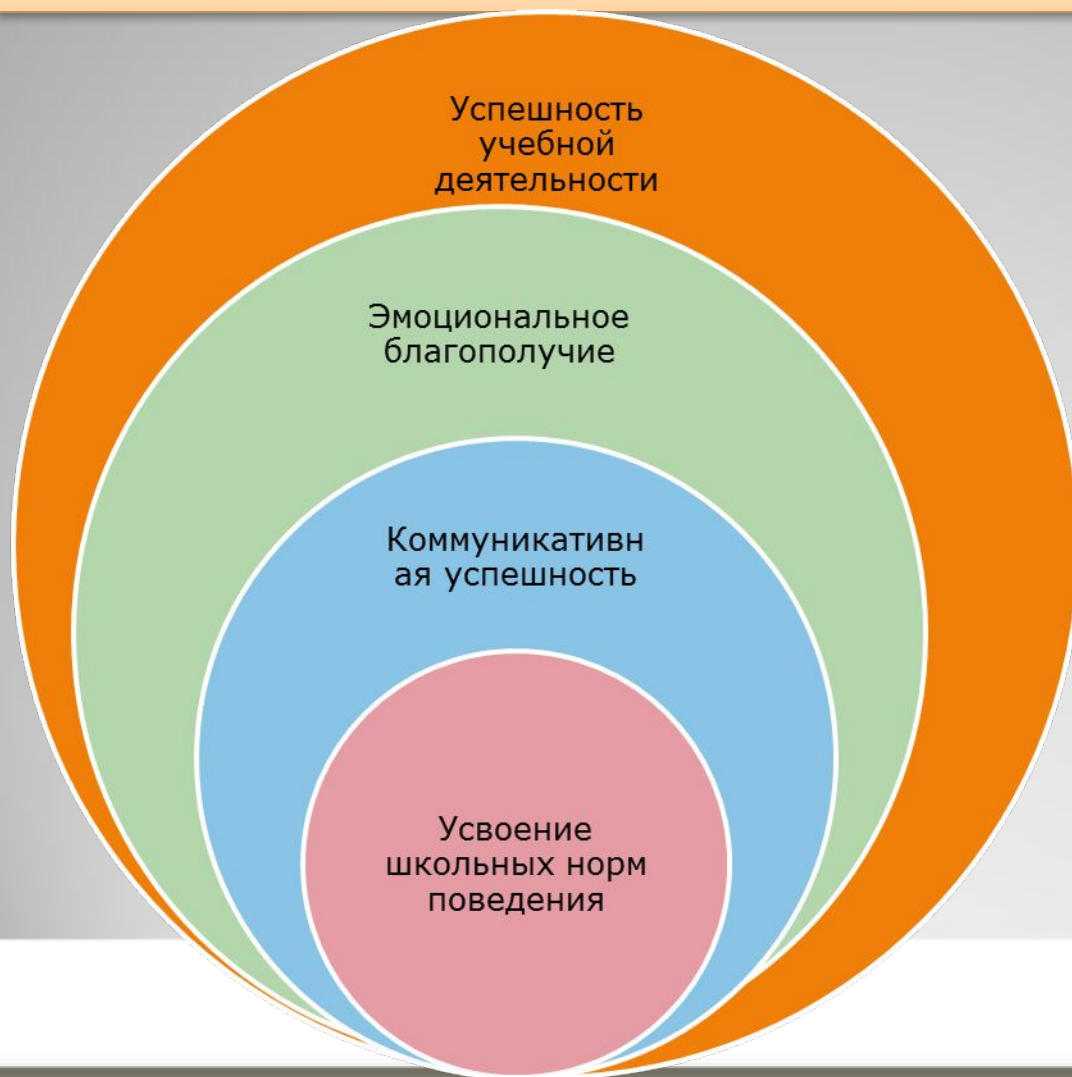 Успешность
учебной
деятельности
Эмоциональное
благополучие
Коммуникативн
ая успешность
Усвоение
школьных норм
поведения